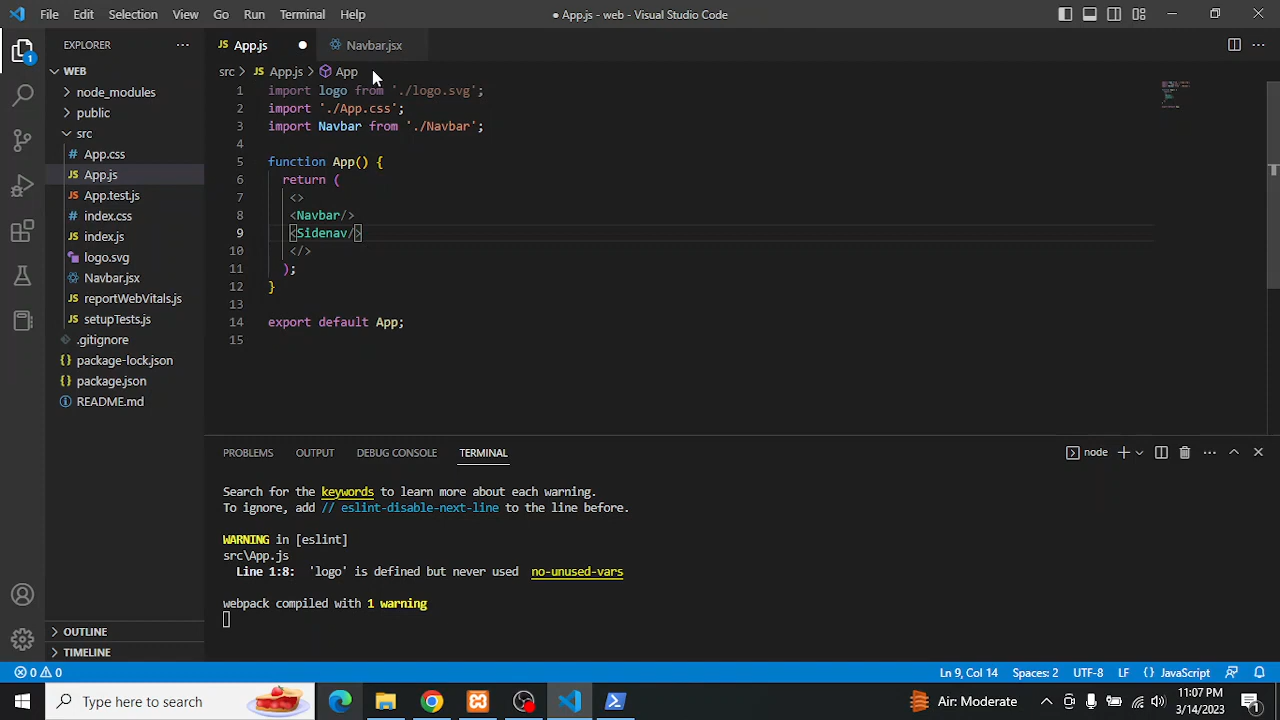 File Edit Selection View Go Run Terminal Help
● App.js - web - Visual Studio Code
EXPLORER
JS App.js
Navbar.jsx
src > JS App.js > App
WEB
node_modules
public
src
# App.css
JS App.js
JS App.test.js
# index.css
JS index.js
logo.svg
Navbar.jsx
JS reportWebVitals.js
JS setupTests.js
.gitignore
{} package-lock.json
{} package.json
README.md
OUTLINE
TIMELINE
1 import logo from './logo.svg';
2 import './App.css';
3 import Navbar from './Navbar';
4
5 function App() {
6 return (
7 <>
8 <Navbar/>
9 <Sidenav/>
10 </>
11 );
12 }
13
14 export default App;
15
PROBLEMS OUTPUT DEBUG CONSOLE TERMINAL
node
Search for the keywords to learn more about each warning.
To ignore, add // eslint-disable-next-line to the line before.
WARNING in [eslint]
src\App.js
Line 1:8: 'logo' is defined but never used no-unused-vars
webpack compiled with 1 warning
1
0 0
Ln 9, Col 14 Spaces: 2 UTF-8 LF {} JavaScript
Type here to search
Air: Moderate
3:07 PM
3/14/2023
1